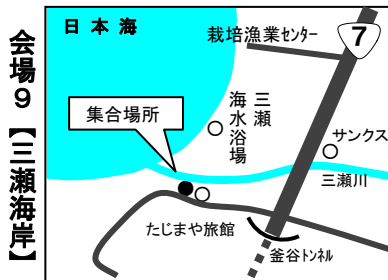 会場９【三瀬海岸】
日本海
栽培漁業センター
7
集合場所
三瀬
海水浴場
サンクス
三瀬川
たじまや旅館
釜谷トンネル